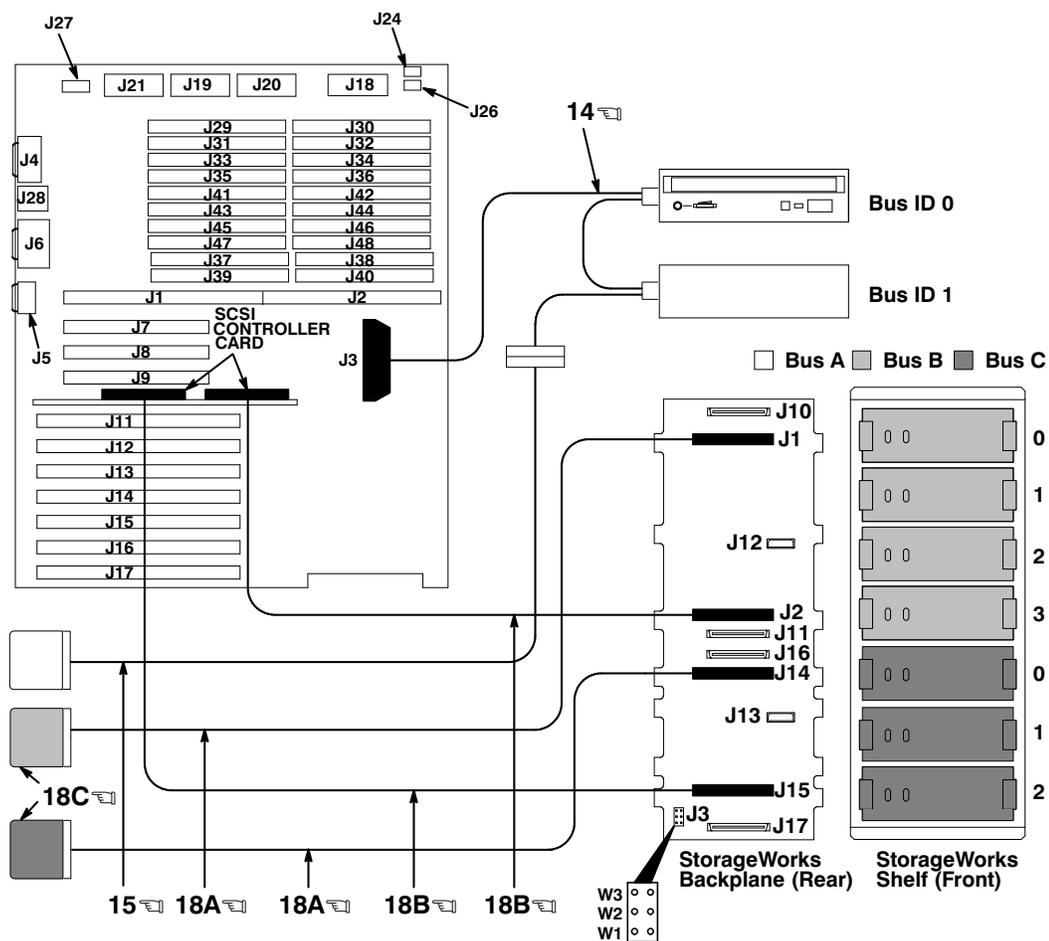 J27
J24
J21
J19
J20
J18
J26
14
J29
J30
J31
J32
J33
J34
J35
J36
J41
J42
J43
J44
J45
J46
J47
J48
J37
J38
J39
J40
J4
J28
J6
J5
Bus ID 0
Bus ID 1
J1
J2
SCSI
CONTROLLER
CARD
J7
J8
J9
J3
Bus A
Bus B
Bus C
J11
J12
J13
J14
J15
J16
J17
J10
J1
J12
J2
J11
J16
J14
J13
J15
J3
J17
0
1
2
3
0
1
2
18C
StorageWorks
Backplane (Rear)
StorageWorks
Shelf (Front)
15
18A
18A
18B
18B
W3
W2
W1